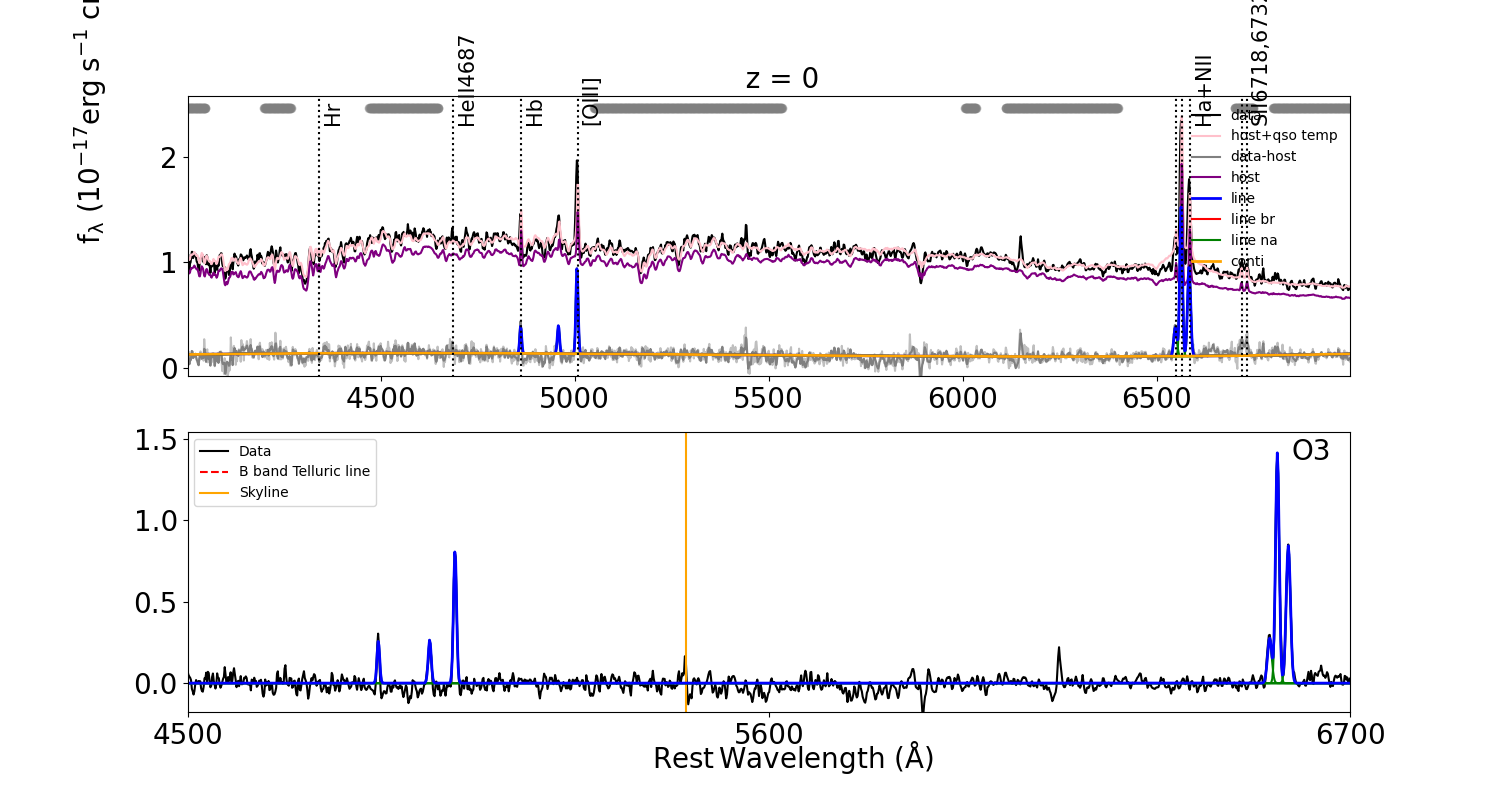 z = 0
f_λ (10^−17 erg s^−1 c
Hr
HeII4687
Hb
[OIII]
Ha+NII
SII6718,673
data
host+qso temp
data-host
host
line
line br
line na
conti
2
1
0
4500
5000
5500
6000
6500
Data
B band Telluric line
Skyline
O3
1.5
1.0
0.5
0.0
4500
5600
6700
Rest Wavelength (Å)